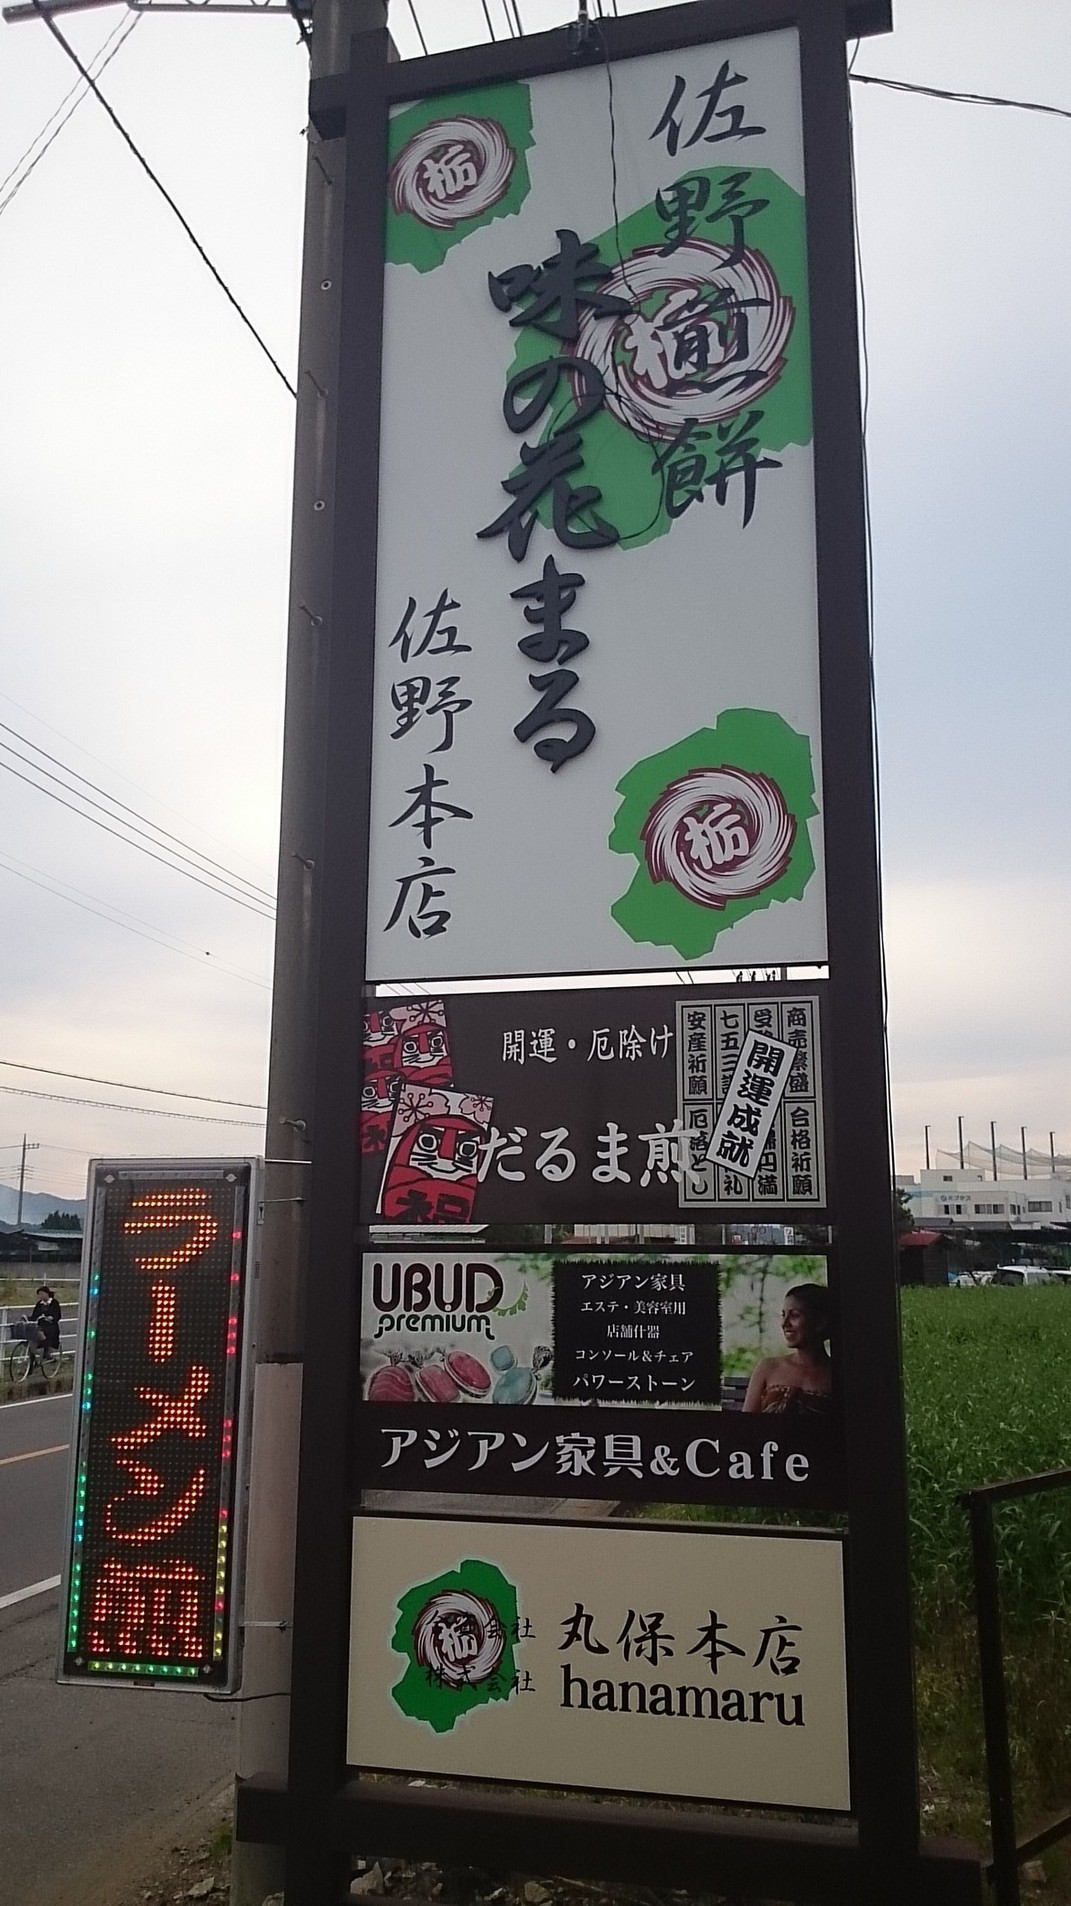 佐野煎餅
味の花まる
佐野本店
栃
栃
栃
開運・厄除け
だるま煎
商売繁盛
合格祈願
七五三
安産祈願
厄落とし
開運成就
祝
UBUD
premium
アジアン家具
エステ・美容室用
店舗什器
コンソール&チェア
パワーストーン
アジアン家具&Cafe
栃
会社 丸保本店
株式会社 hanamaru
ラーメン煎